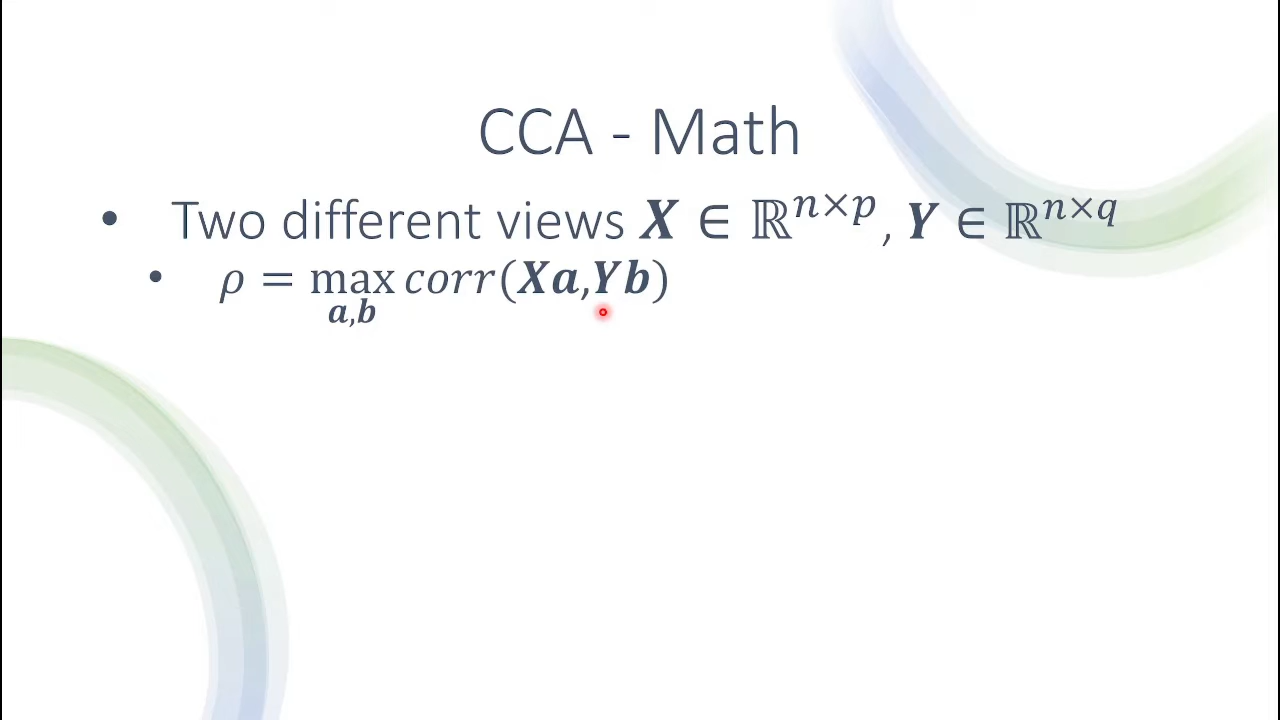 CCA - Math
• Two different views X ∈ ℝ^{n×p}, Y ∈ ℝ^{n×q}
• ρ = max_{a,b} corr(Xa,Yb)